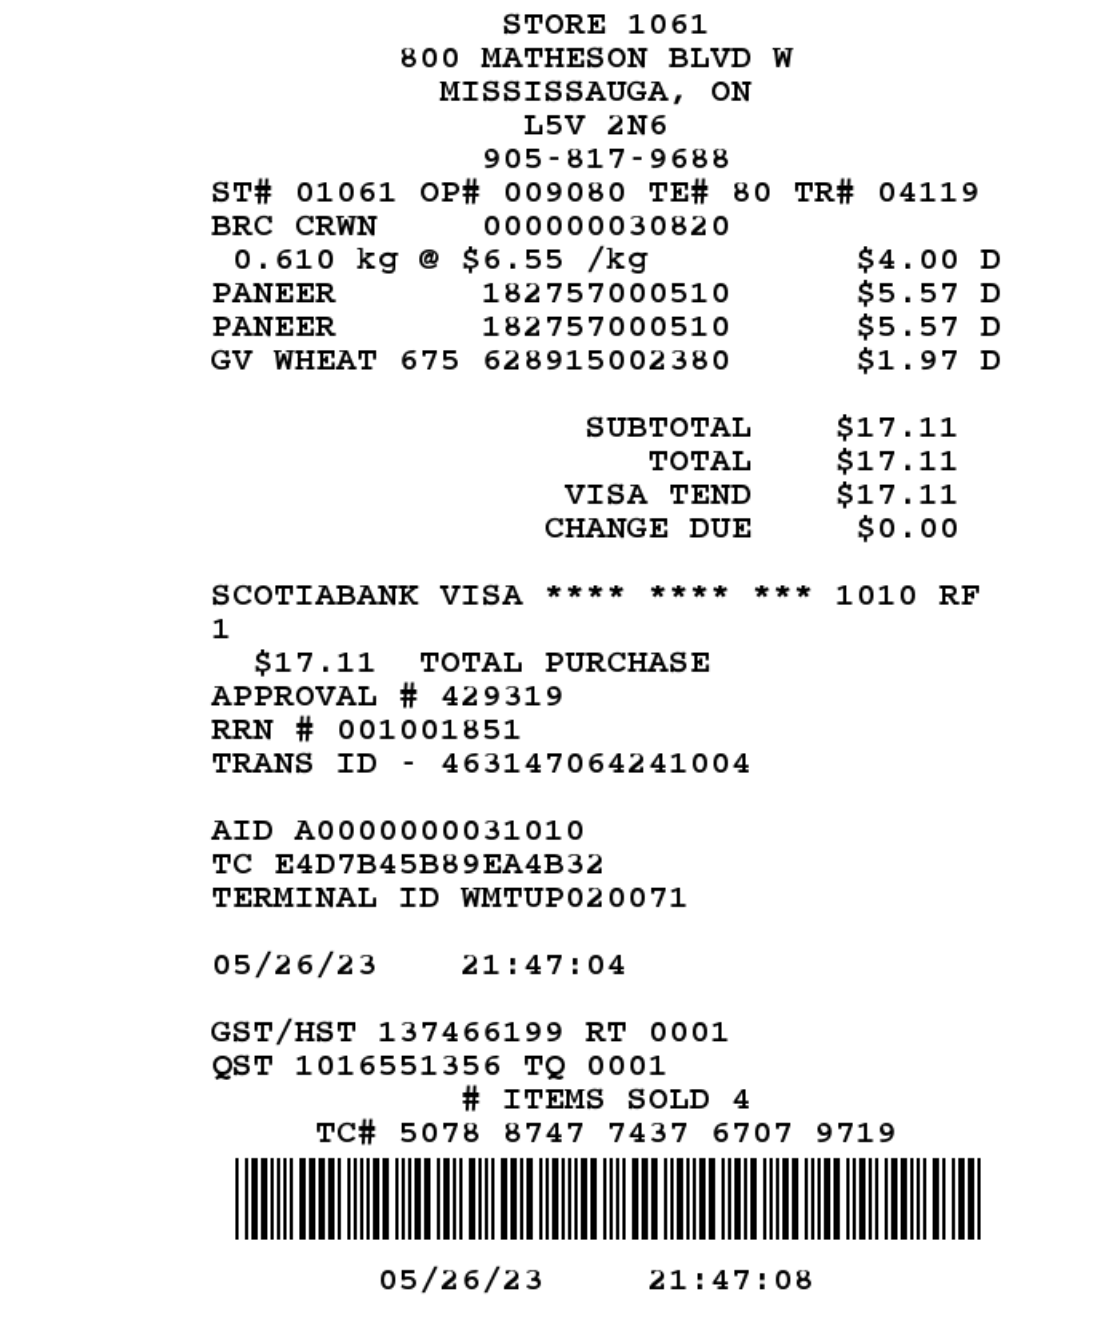 STORE 1061
800 MATHESON BLVD W
MISSISSAUGA, ON
L5V 2N6
905-817-9688
ST# 01061 OP# 009080 TE# 80 TR# 04119
BRC CRWN 000000030820
0.610 kg @ $6.55 /kg $4.00 D
PANEER 182757000510 $5.57 D
PANEER 182757000510 $5.57 D
GV WHEAT 675 628915002380 $1.97 D
SUBTOTAL $17.11
TOTAL $17.11
VISA TEND $17.11
CHANGE DUE $0.00
SCOTIABANK VISA **** **** *** 1010 RF
1
$17.11 TOTAL PURCHASE
APPROVAL # 429319
RRN # 001001851
TRANS ID - 463147064241004
AID A0000000031010
TC E4D7B45B89EA4B32
TERMINAL ID WMTUP020071
05/26/23 21:47:04
GST/HST 137466199 RT 0001
QST 1016551356 TQ 0001
# ITEMS SOLD 4
TC# 5078 8747 7437 6707 9719
05/26/23 21:47:08